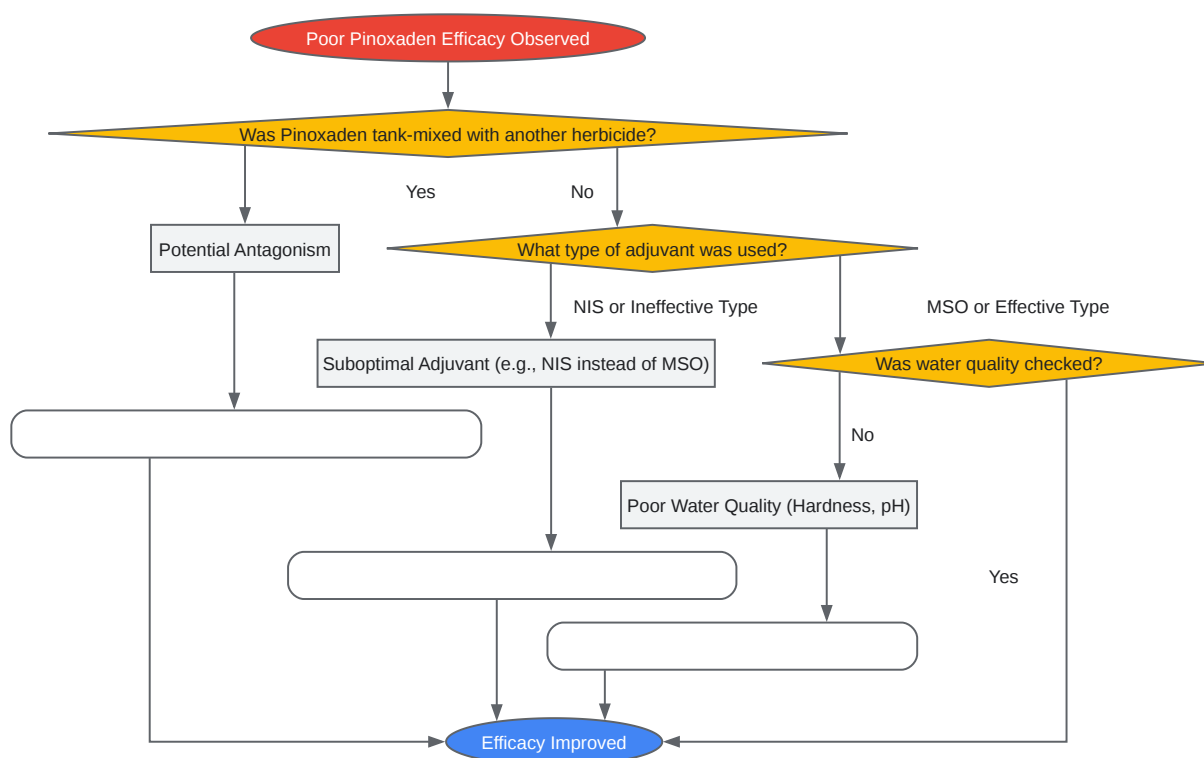 Poor Pinoxaden Efficacy Observed
Was Pinoxaden tank-mixed with another herbicide?
Yes
No
Potential Antagonism
What type of adjuvant was used?
NIS or Ineffective Type
MSO or Effective Type
Suboptimal Adjuvant (e.g., NIS instead of MSO)
Was water quality checked?
No
Poor Water Quality (Hardness, pH)
Yes
Efficacy Improved